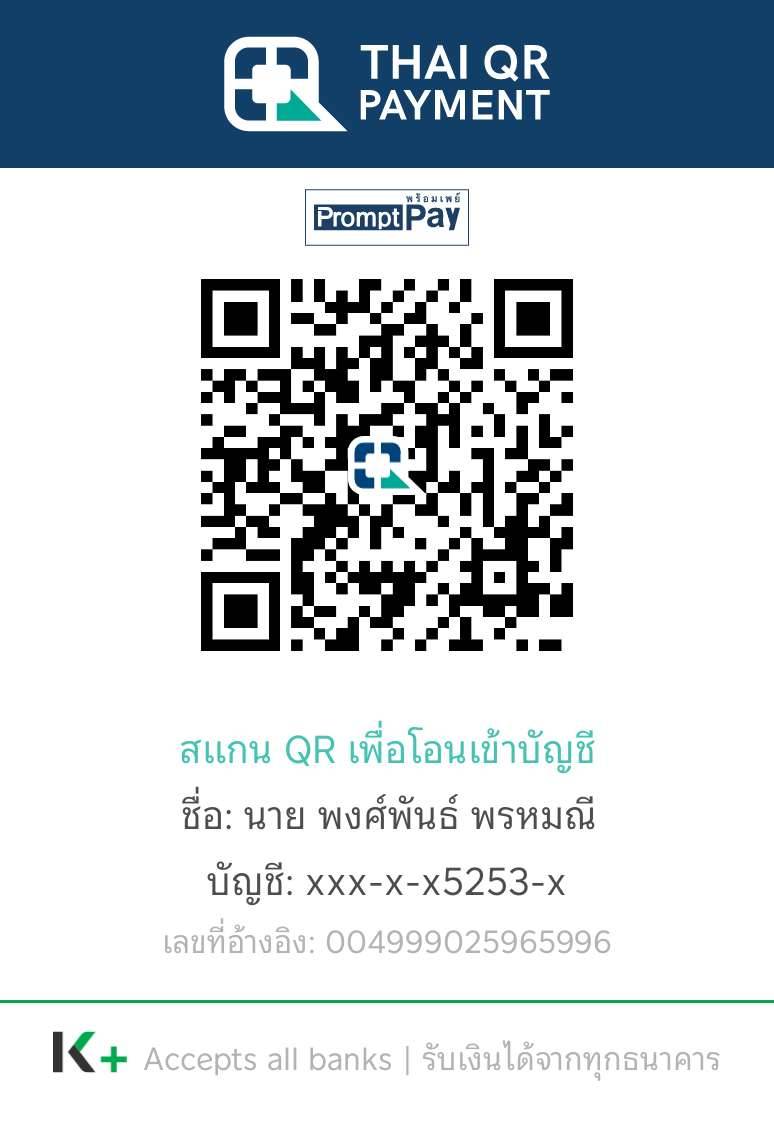 THAI QR
PAYMENT
พร้อมเพย์
PromptPay
สแกน QR เพื่อโอนเข้าบัญชี
ชื่อ: นาย พงศ์พันธ์ พรหมณี
บัญชี: xxx-x-x5253-x
เลขที่อ้างอิง: 004999025965996
K+ Accepts all banks | รับเงินได้จากทุกธนาคาร